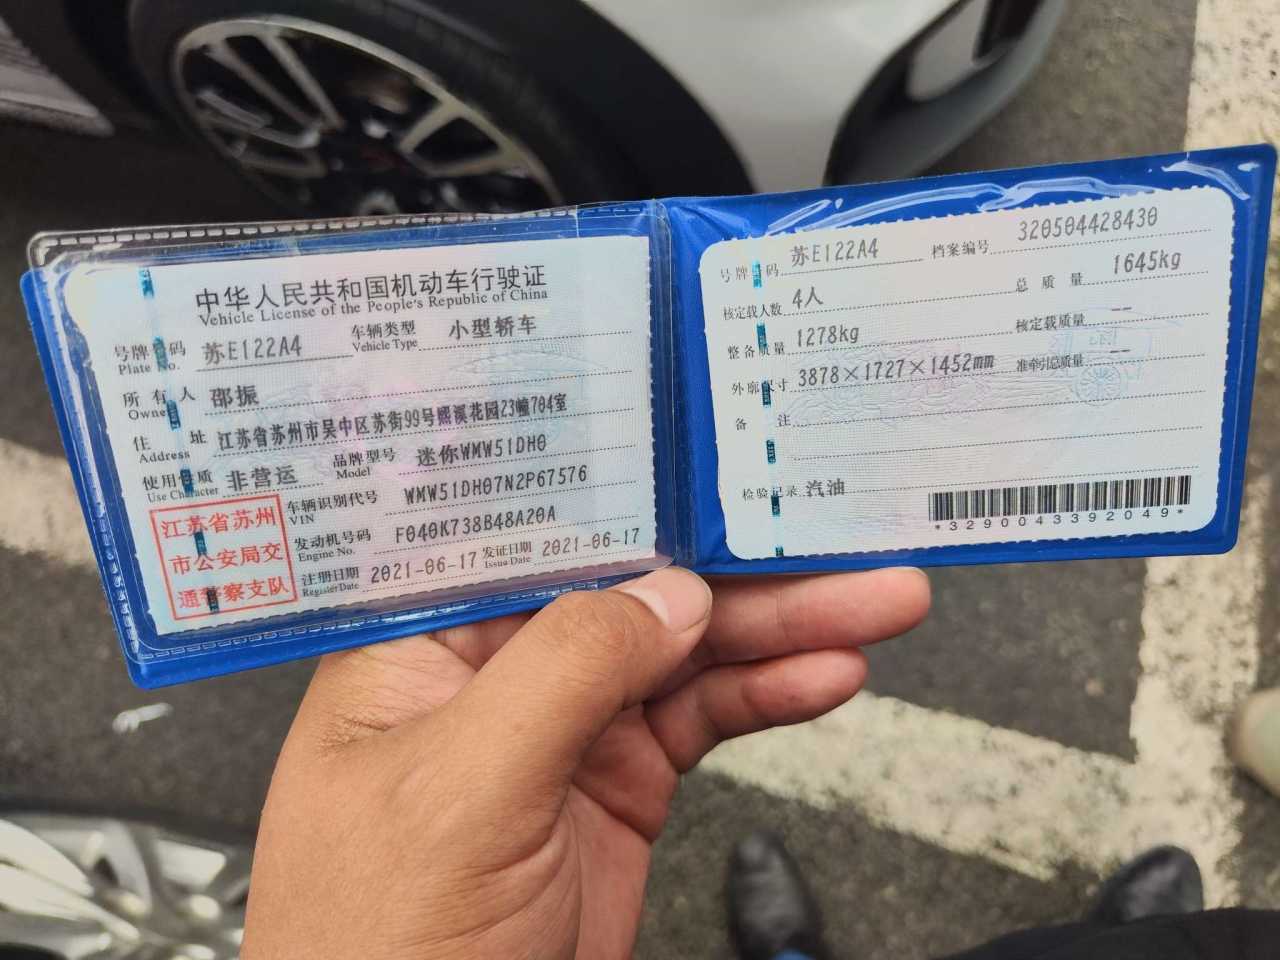 中华人民共和国机动车行驶证
Vehicle License of the People's Republic of China
号牌号码 苏E122A4 车辆类型 小型轿车
Plate No. Vehicle Type
所有人 邵振
Owner
住址 江苏省苏州市吴中区苏街99号熙溪花园23幢704室
Address
使用性质 非营运 品牌型号 迷你WMW51DH0
Use Character Model
江苏省苏州
市公安局交
通警察支队
车辆识别代号 WMW51DH07N2P67576
VIN
发动机号码 F040K738B48A20A
Engine No.
注册日期 2021-06-17 发证日期 2021-06-17
Register Date Issue Date
号牌号码 苏E122A4 档案编号 320504428430
核定载人数 4人 总质量 1645kg
整备质量 1278kg 核定载质量 --
外廓尺寸 3878×1727×1452mm 准牵引总质量 --
备注
检验记录 汽油
*3290043392049*